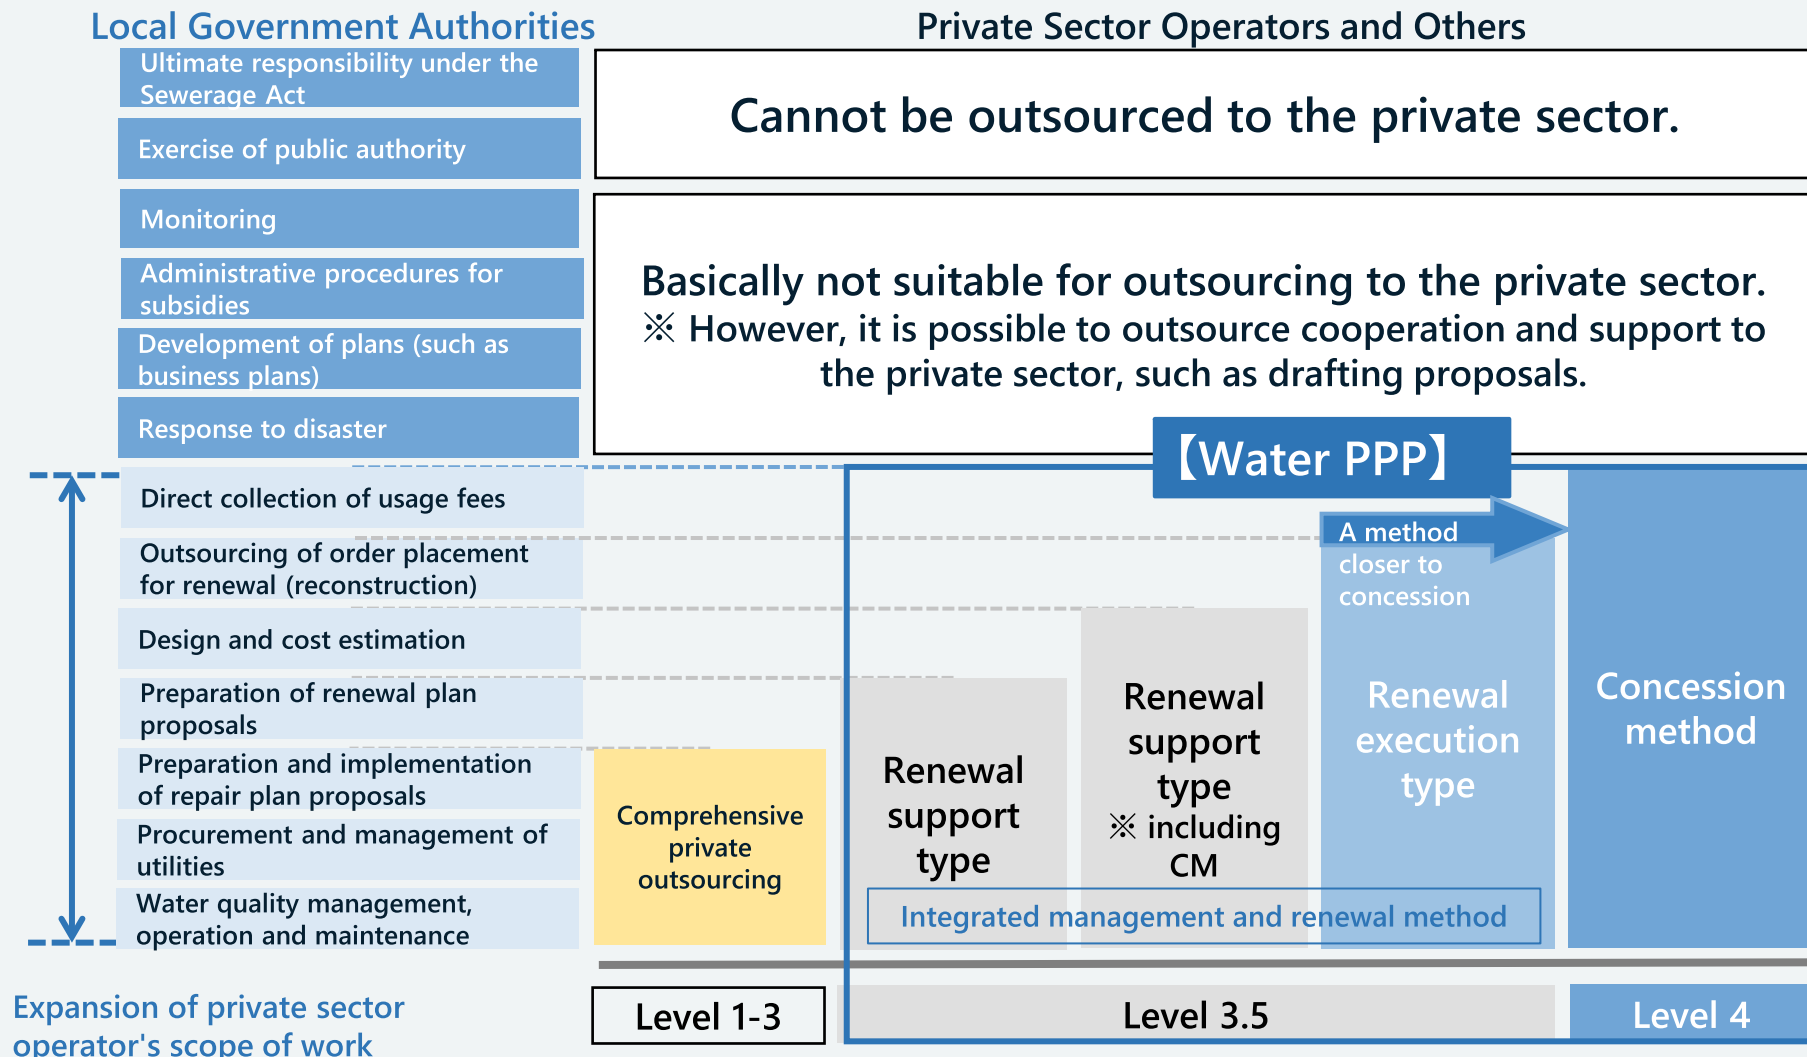 Local Government Authorities
Private Sector Operators and Others
Ultimate responsibility under the
Sewerage Act
Exercise of public authority
Cannot be outsourced to the private sector.
Monitoring
Administrative procedures for
subsidies
Development of plans (such as
business plans)
Response to disaster
Basically not suitable for outsourcing to the private sector.
※ However, it is possible to outsource cooperation and support to
the private sector, such as drafting proposals.
【Water PPP】
Direct collection of usage fees
Outsourcing of order placement
for renewal (reconstruction)
Design and cost estimation
Preparation of renewal plan
proposals
Preparation and implementation
of repair plan proposals
Procurement and management of
utilities
Water quality management,
operation and maintenance
A method
closer to
concession
Comprehensive
private
outsourcing
Renewal
support
type
Renewal
support
type
※ including
CM
Renewal
execution
type
Concession
method
Integrated management and renewal method
Expansion of private sector
operator's scope of work
Level 1-3
Level 3.5
Level 4